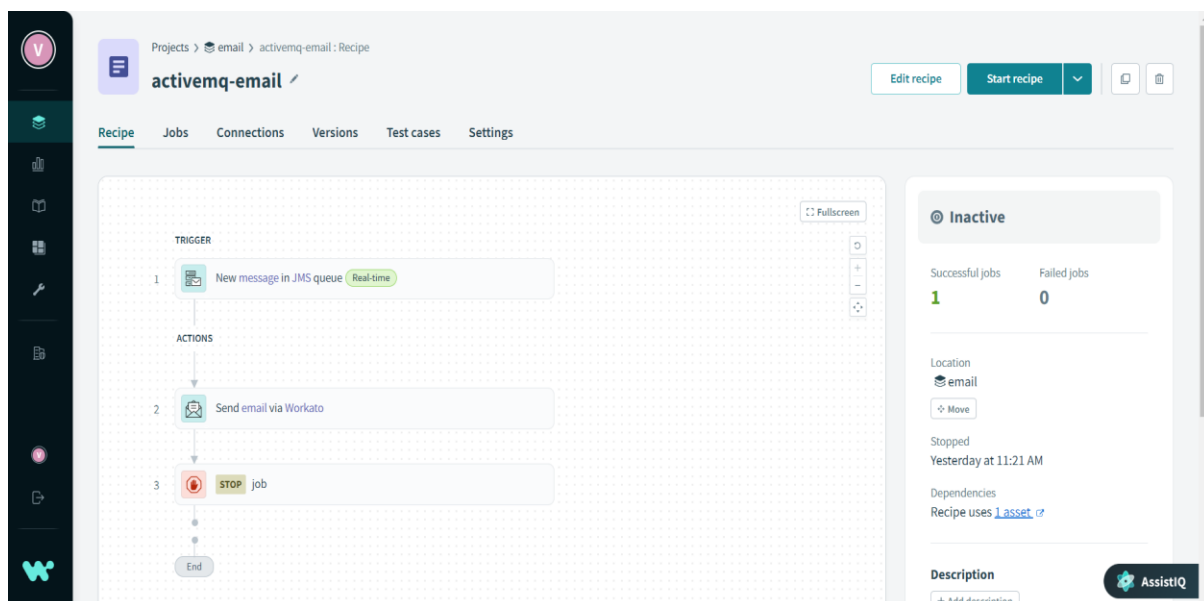 V
Projects > email > activemq-email : Recipe
activemq-email
Edit recipe
Start recipe
Recipe
Jobs
Connections
Versions
Test cases
Settings
Fullscreen
TRIGGER
1
New message in JMS queue Real-time
ACTIONS
2
Send email via Workato
3
STOP job
End
Inactive
Successful jobs
Failed jobs
1
0
Location
email
Move
Stopped
Yesterday at 11:21 AM
Dependencies
Recipe uses 1 asset
Description
+ Add description
V
AssistIQ